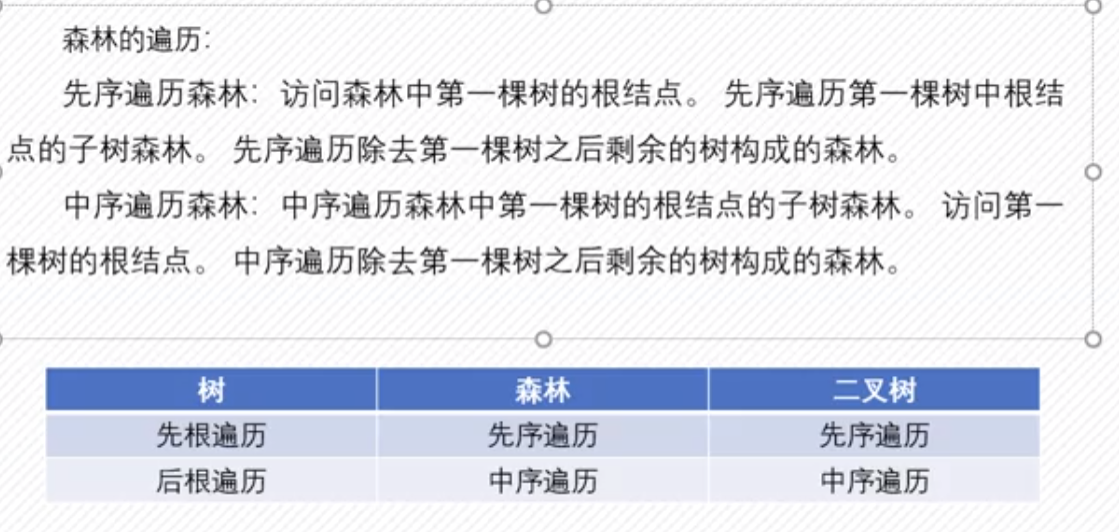 森林的遍历：
先序遍历森林：访问森林中第一棵树的根结点。 先序遍历第一棵树中根结
点的子树森林。 先序遍历除去第一棵树之后剩余的树构成的森林。
中序遍历森林：中序遍历森林中第一棵树的根结点的子树森林。 访问第一
棵树的根结点。 中序遍历除去第一棵树之后剩余的树构成的森林。
树 森林 二叉树
先根遍历 先序遍历 先序遍历
后根遍历 中序遍历 中序遍历